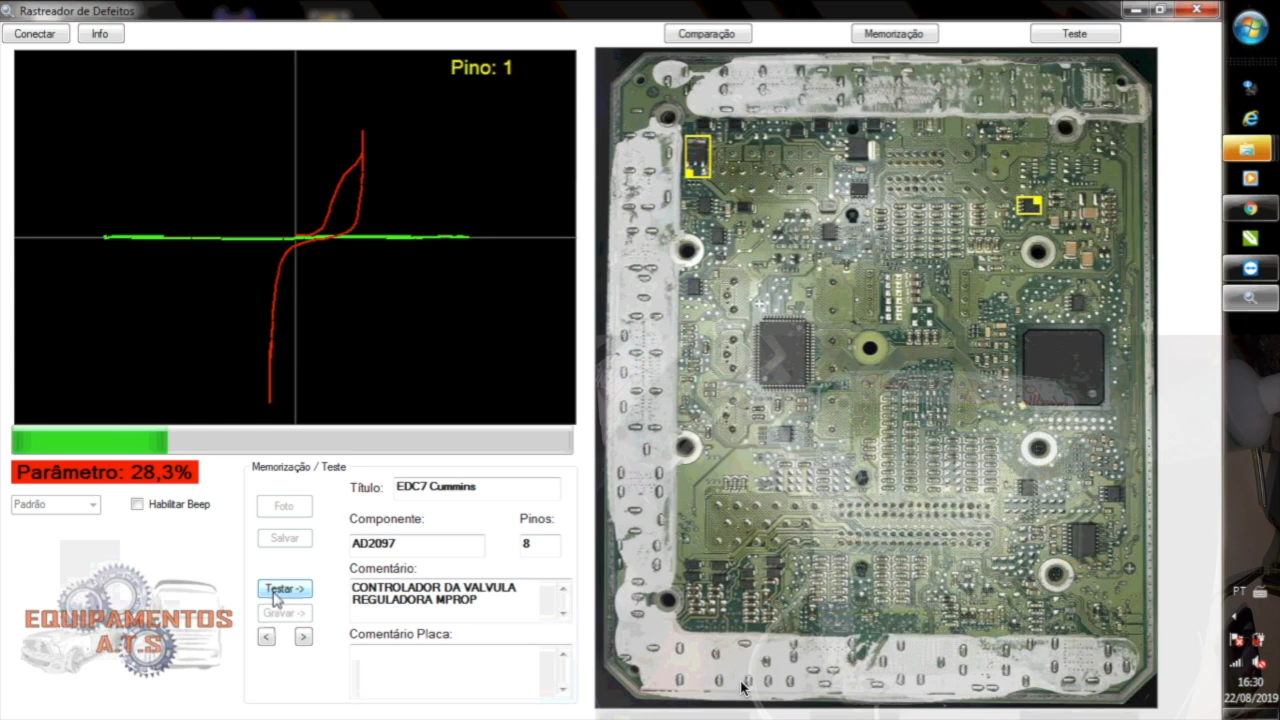 Rastreador de Defeitos
Conectar
Info
Comparação
Memorização
Teste
Pino: 1
Parâmetro: 28,3%
Padrão
Habilitar Beep
EQUIPAMENTOS
A.T.S
Memorização / Teste
Foto
Salvar
Testar ->
Gravar ->
<
>
Título:
EDC7 Cummins
Componente:
Pinos:
AD2097
8
Comentário:
CONTROLADOR DA VALVULA
REGULADORA MPROP
Comentário Placa:
PT
16:30
22/08/2019